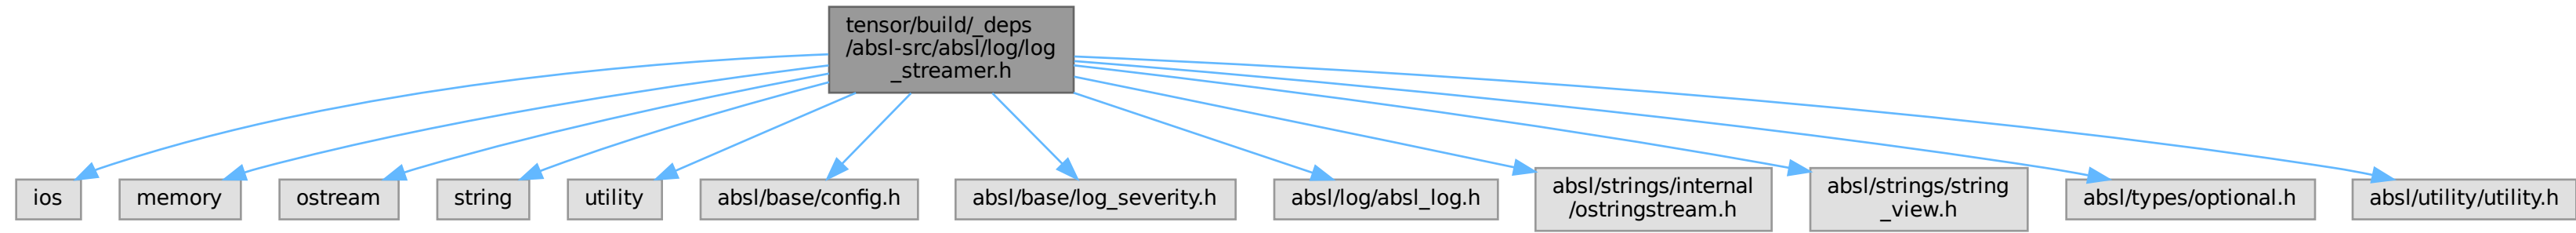 tensor/build/_deps
/absl-src/absl/log/log
_streamer.h
ios
memory
ostream
string
utility
absl/base/config.h
absl/base/log_severity.h
absl/log/absl_log.h
absl/strings/internal
/ostringstream.h
absl/strings/string
_view.h
absl/types/optional.h
absl/utility/utility.h